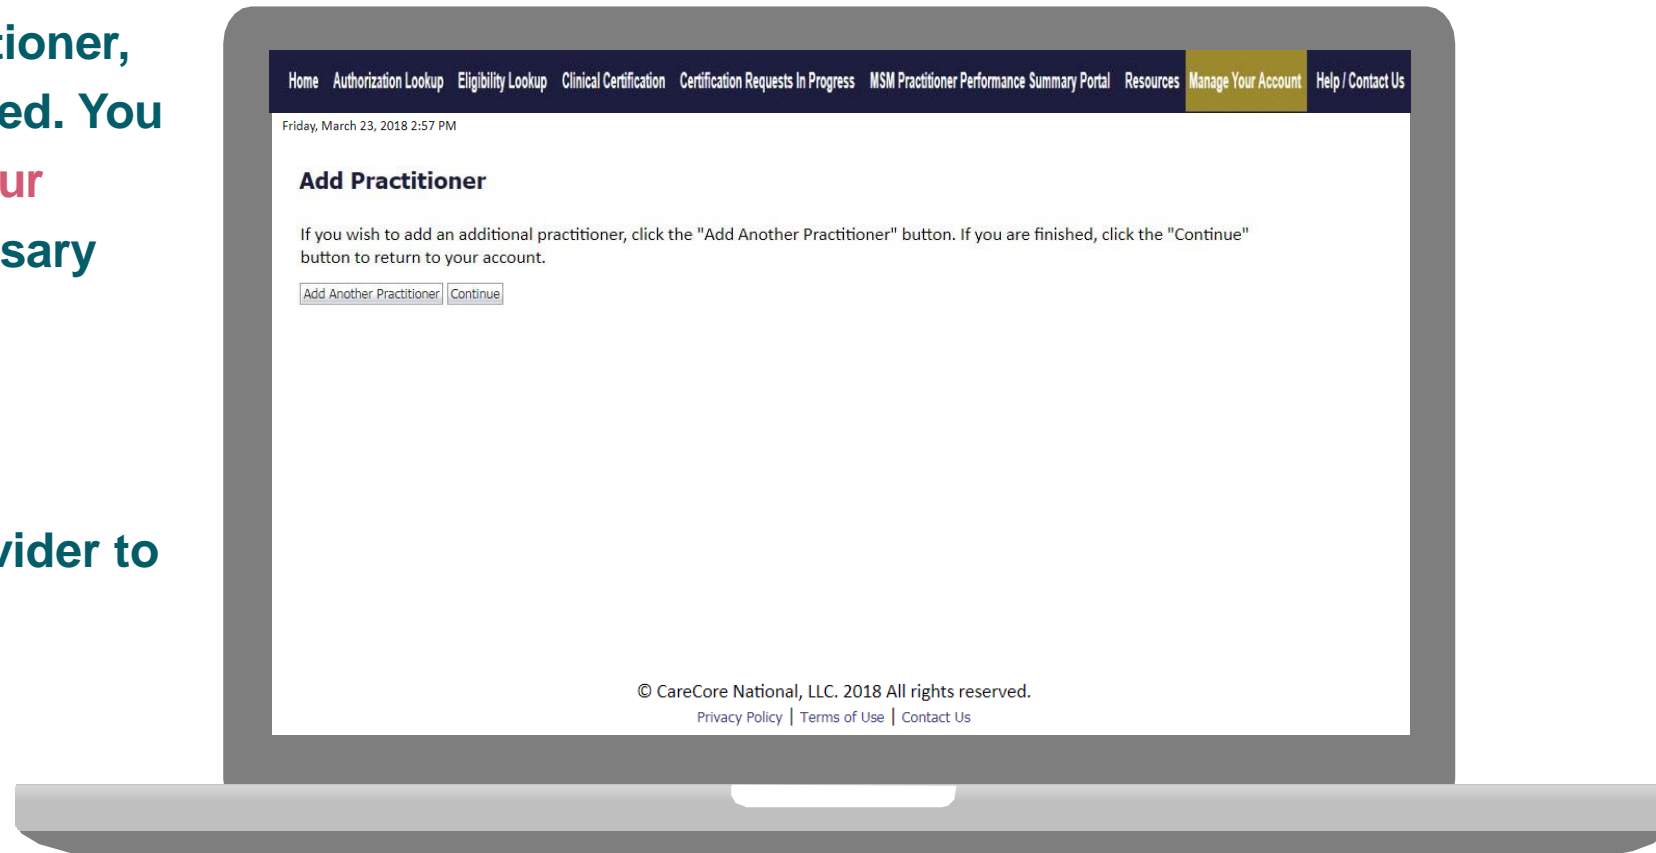 tioner,
ed. You
ur
sary
vider to
Home Authorization Lookup Eligibility Lookup Clinical Certification Certification Requests In Progress MSM Practitioner Performance Summary Portal Resources Manage Your Account Help / Contact Us
Friday, March 23, 2018 2:57 PM
Add Practitioner
If you wish to add an additional practitioner, click the "Add Another Practitioner" button. If you are finished, click the "Continue"
button to return to your account.
Add Another Practitioner Continue
© CareCore National, LLC. 2018 All rights reserved.
Privacy Policy | Terms of Use | Contact Us